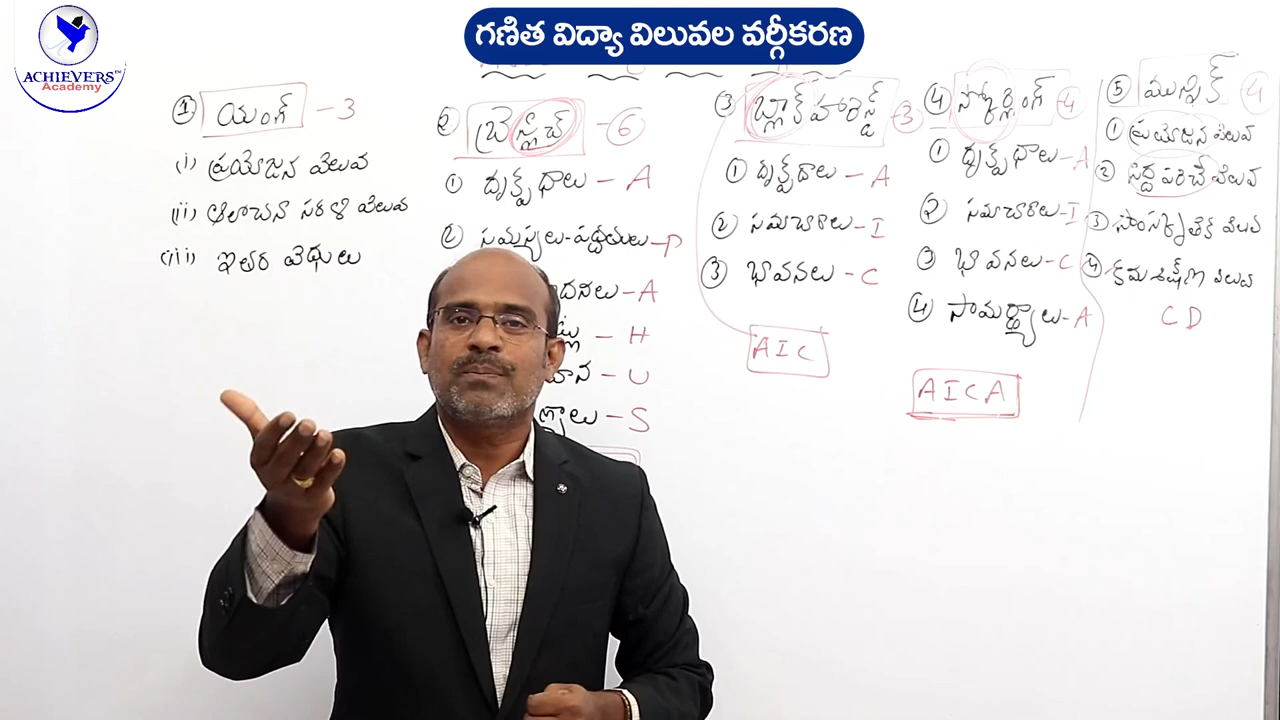 గణిత విద్యా విలువల వర్గీకరణ
ACHIEVERS™
Academy
① యంగ్ - 3
(i) ప్రయోజన విలువ
(ii) ఆలోచనా సరళి విలువ
(iii) ఇతర విధులు
② బ్రెస్లాచ్ - 6
① దృక్పథాలు - A
② సమస్యలు-పద్ధతులు - P
- A
- H
- U
- S
③ బ్లాక్ హరెస్ట్ - 3
① దృక్పథాలు - A
② సమాచారాలు - I
③ భావనలు - C
AIC
④ స్కోర్లింగ్ - 4
① దృక్పథాలు - A
② సమాచారాలు - I
③ భావనలు - C
④ సామర్థ్యాలు - A
AICA
⑤ మున్నిక్ - 4
① ప్రయోజన విలువ
② సిద్ధపరిచే విలువ
③ సాంస్కృతిక విలువ
④ క్రమశిక్షణ విలువ
CD